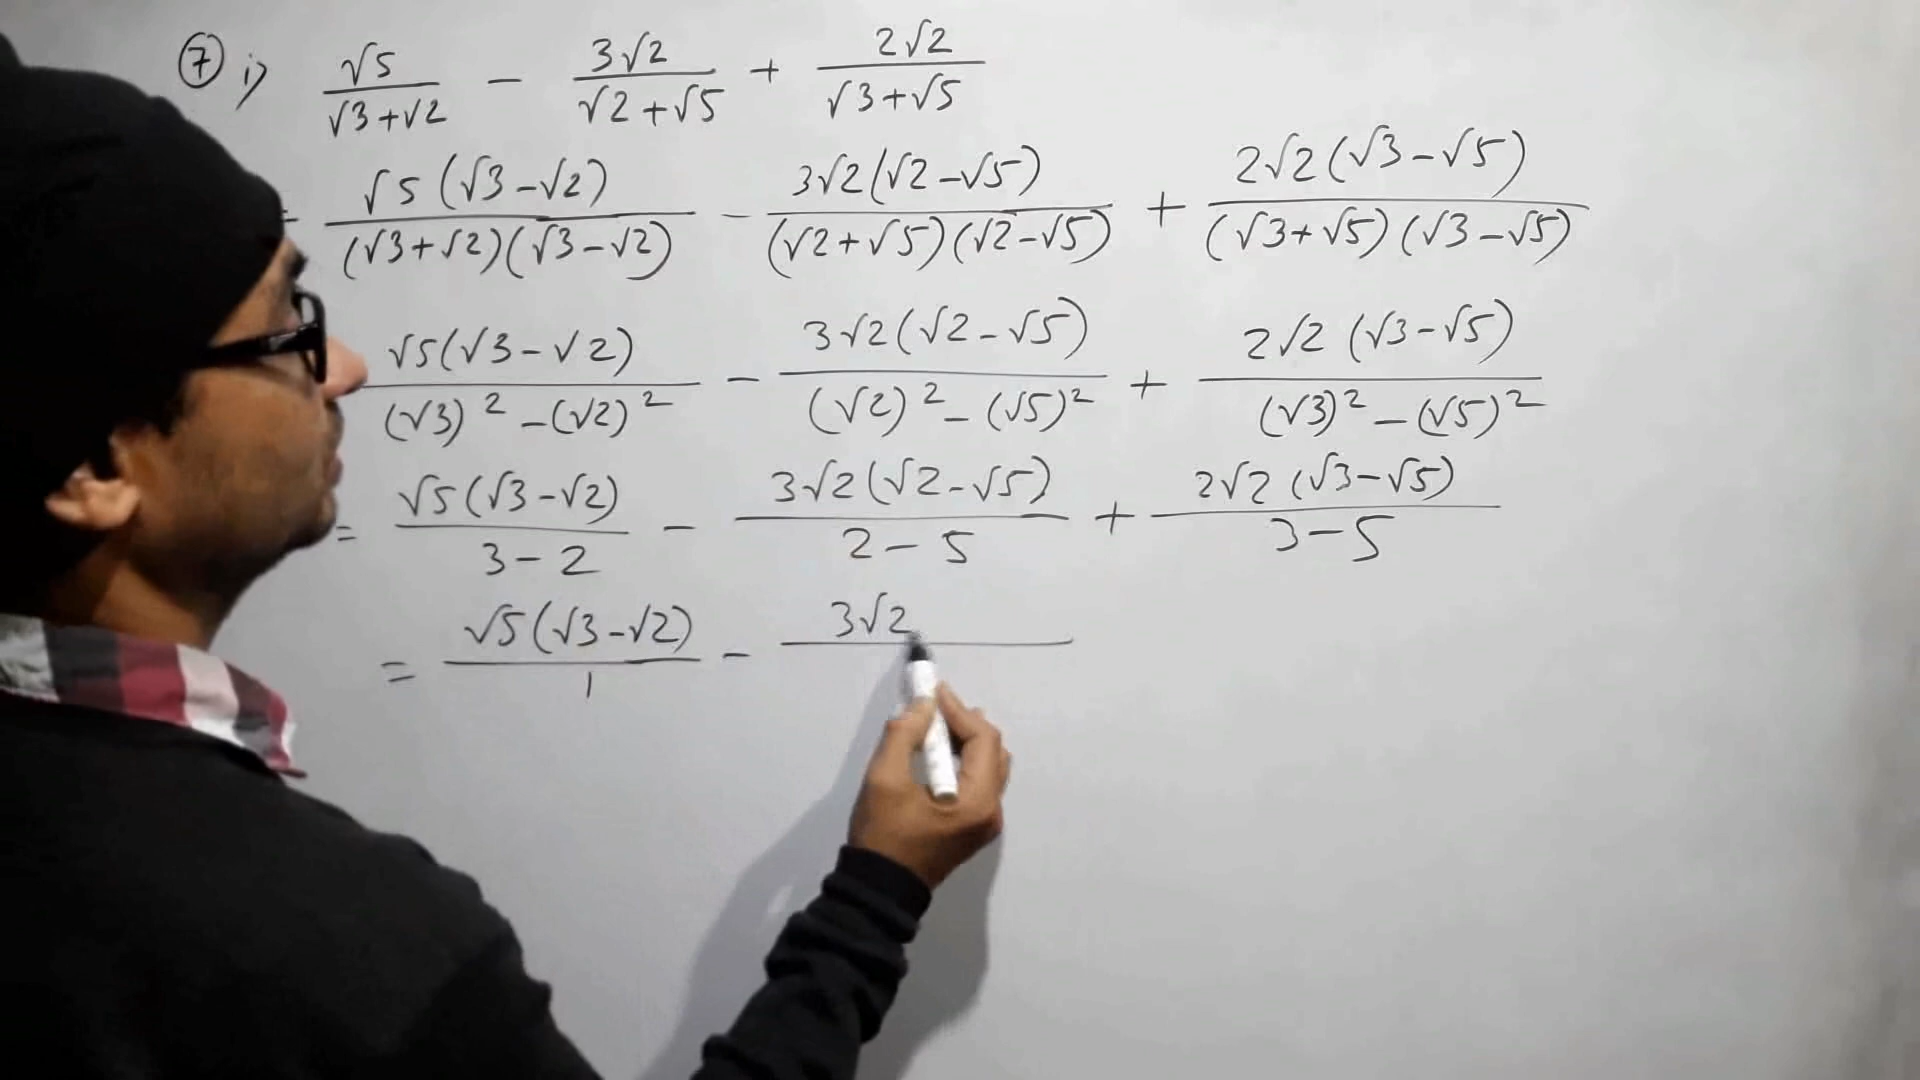 ⑦ i) √5/(√3+√2) − 3√2/(√2+√5) + 2√2/(√3+√5)
= √5(√3−√2)/((√3+√2)(√3−√2)) − 3√2(√2−√5)/((√2+√5)(√2−√5)) + 2√2(√3−√5)/((√3+√5)(√3−√5))
√5(√3−√2)/((√3)²−(√2)²) − 3√2(√2−√5)/((√2)²−(√5)²) + 2√2(√3−√5)/((√3)²−(√5)²)
= √5(√3−√2)/(3−2) − 3√2(√2−√5)/(2−5) + 2√2(√3−√5)/(3−5)
= √5(√3−√2)/1 − 3√2/